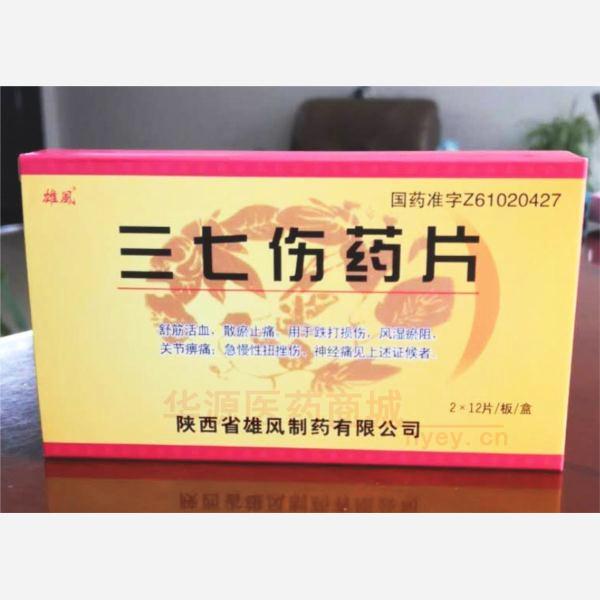 雄风
国药准字Z61020427
三七伤药片
舒筋活血，散瘀止痛。用于跌打损伤，风湿瘀阻，
关节痹痛；急慢性扭挫伤、神经痛见上述证候者。
华源医药商城
2×12片/板/盒
hyey.cn
陕西省雄风制药有限公司